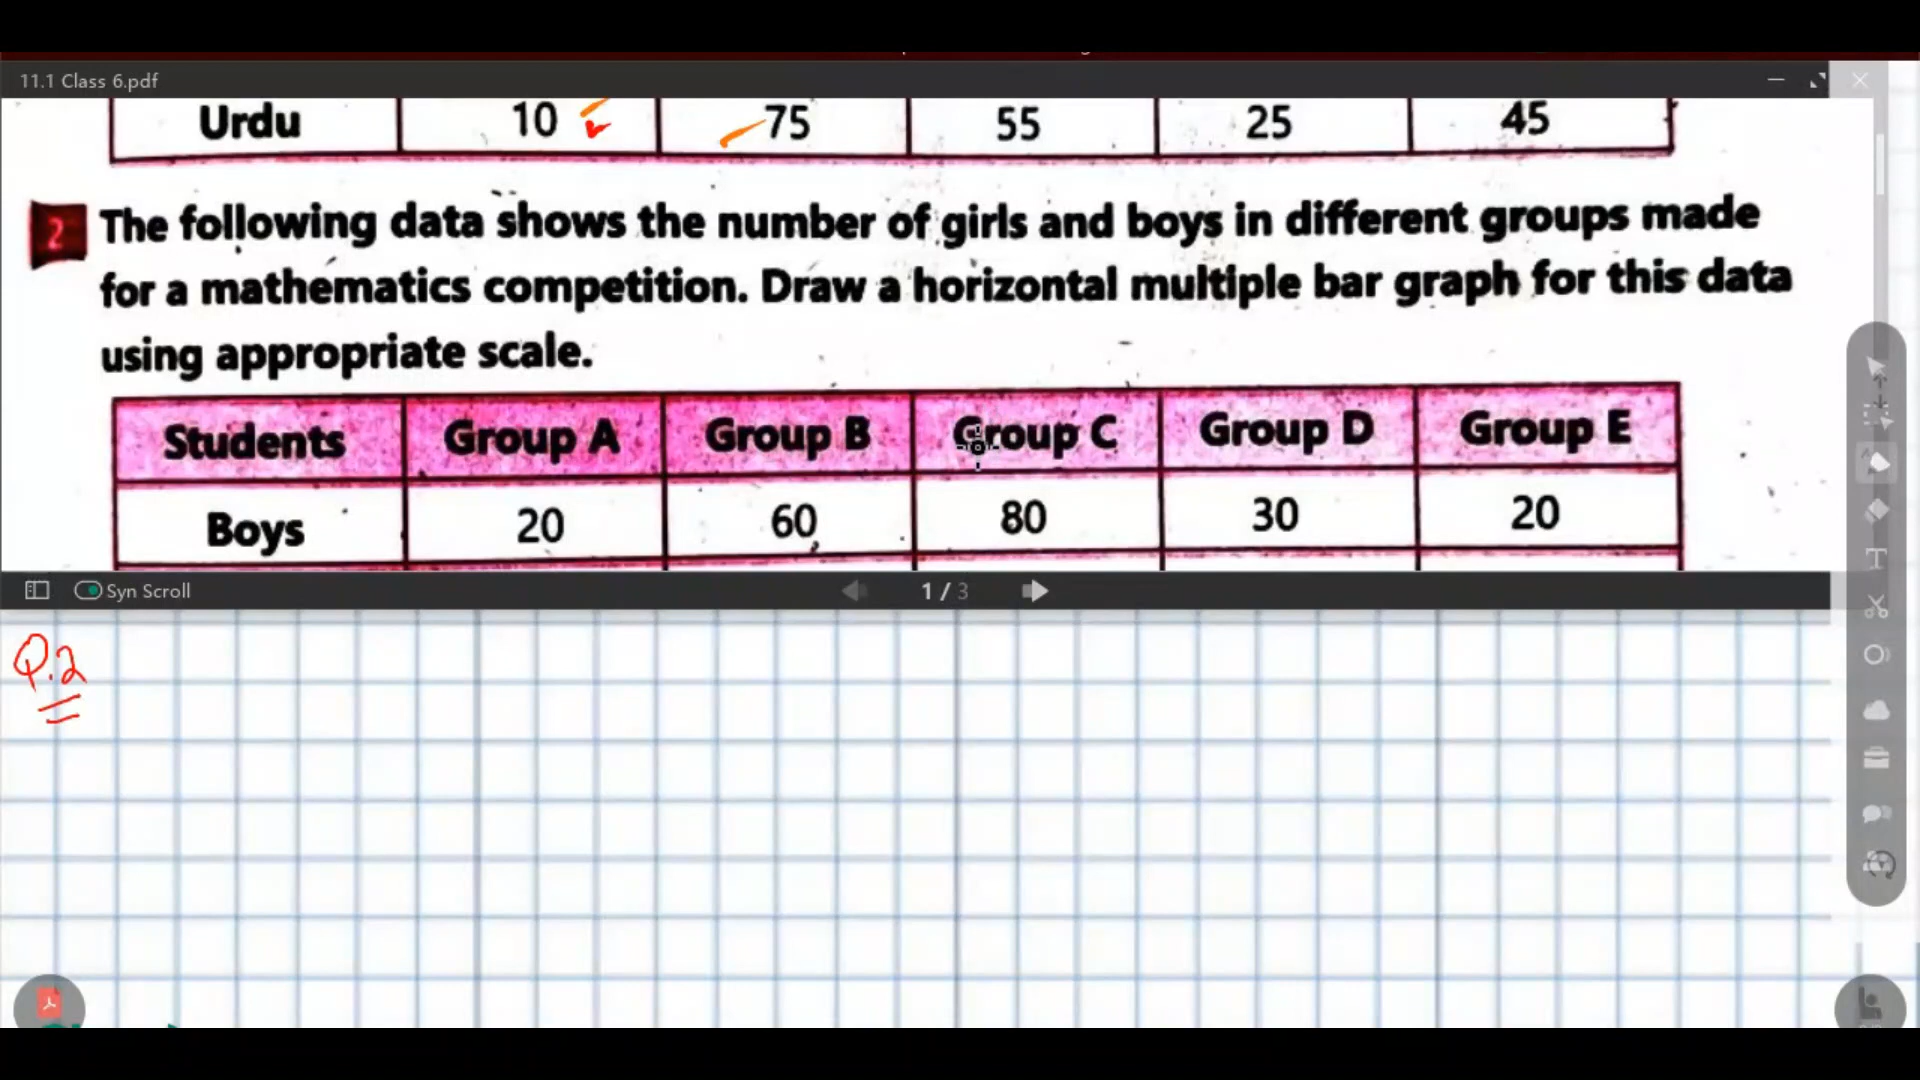 11.1 Class 6.pdf
Urdu 10 75 55 25 45
2 The following data shows the number of girls and boys in different groups made
for a mathematics competition. Draw a horizontal multiple bar graph for this data
using appropriate scale.
Students Group A Group B Group C Group D Group E
Boys 20 60 80 30 20
Syn Scroll 1 / 3
Q.2